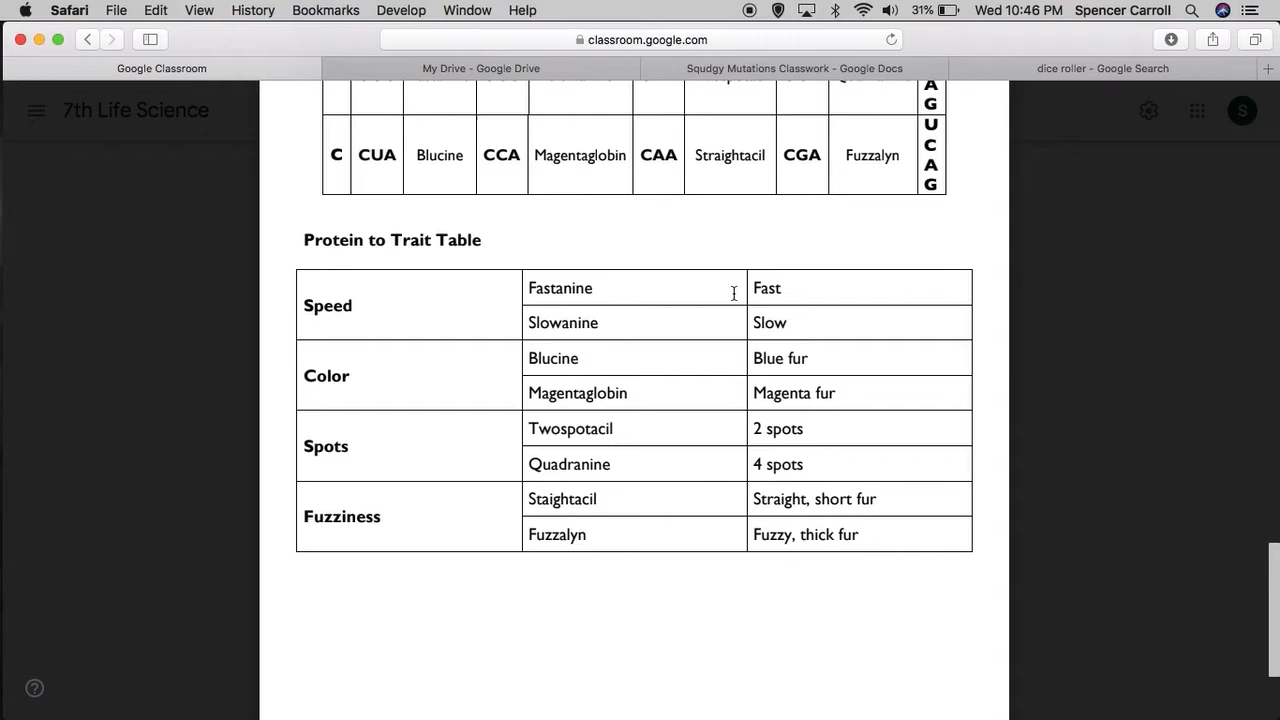 Safari File Edit View History Bookmarks Develop Window Help 31% Wed 10:46 PM Spencer Carroll
classroom.google.com
Google Classroom My Drive - Google Drive Squdgy Mutations Classwork - Google Docs dice roller - Google Search
7th Life Science S
A
G
C CUA Blucine CCA Magentaglobin CAA Straightacil CGA Fuzzalyn
U
C
A
G
Protein to Trait Table
Speed
Fastanine Fast
Slowanine Slow
Color
Blucine Blue fur
Magentaglobin Magenta fur
Spots
Twospotacil 2 spots
Quadranine 4 spots
Fuzziness
Staightacil Straight, short fur
Fuzzalyn Fuzzy, thick fur